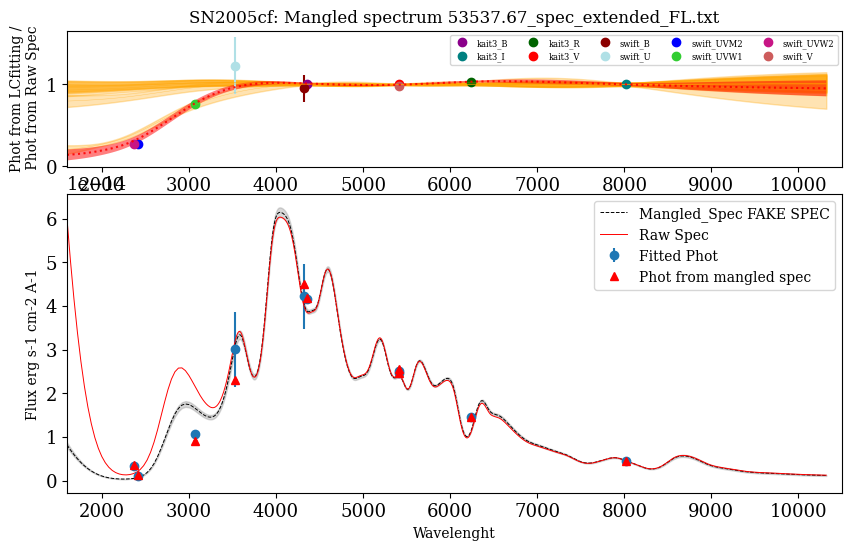 SN2005cf: Mangled spectrum 53537.67_spec_extended_FL.txt
Phot from LCfitting /
Phot from Raw Spec
1
0
kait3_B kait3_R swift_B swift_UVM2 swift_UVW2
kait3_I kait3_V swift_U swift_UVW1 swift_V
2000 3000 4000 5000 6000 7000 8000 9000 10000
1e−14
Flux erg s-1 cm-2 A-1
6
5
4
3
2
1
0
Mangled_Spec FAKE SPEC
Raw Spec
Fitted Phot
Phot from mangled spec
2000 3000 4000 5000 6000 7000 8000 9000 10000
Wavelenght